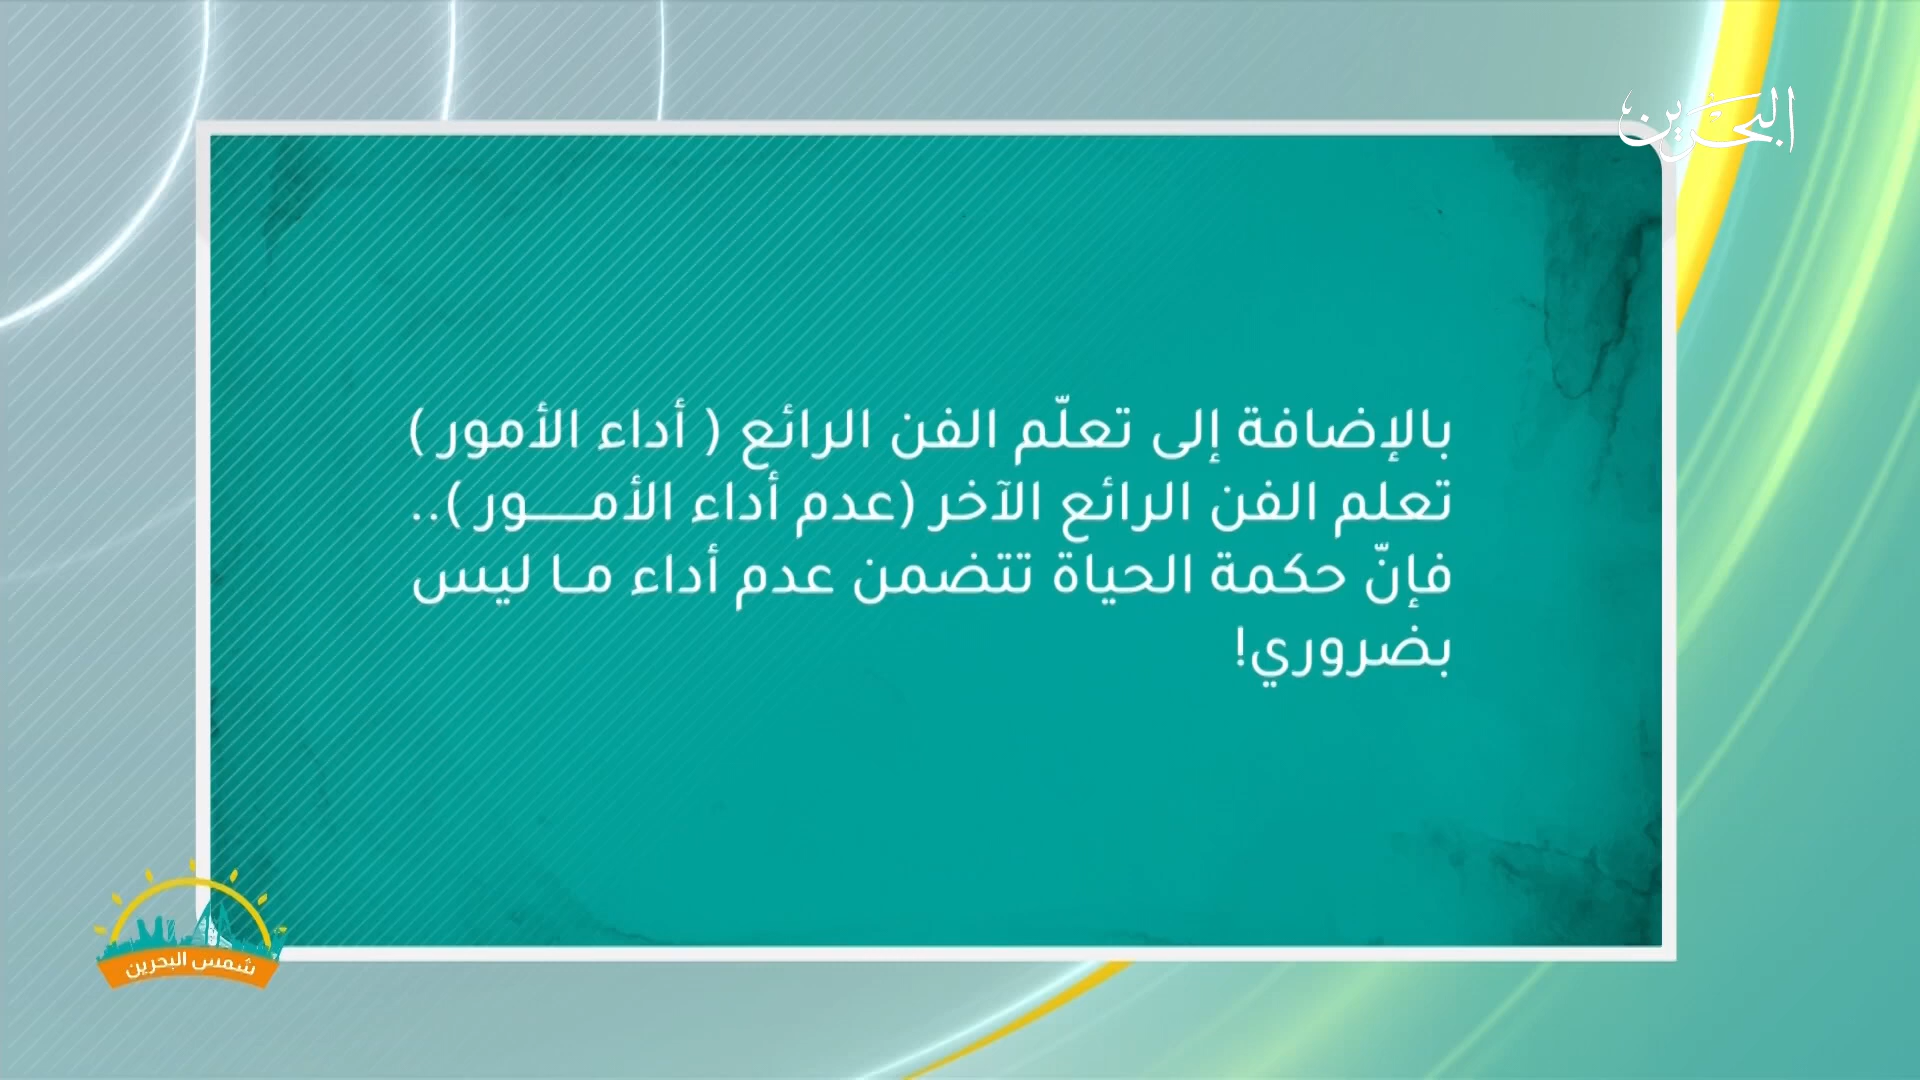 البحرين
بالإضافة إلى تعلّم الفن الرائع ( أداء الأمور )
تعلم الفن الرائع الآخر (عدم أداء الأمـــور )..
فإنّ حكمة الحياة تتضمن عدم أداء مـا ليس
بضروري!
شمس البحرين